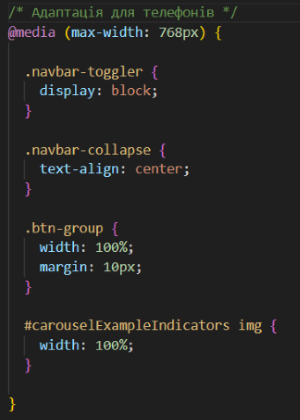 /* Адаптація для телефонів */
@media (max-width: 768px) {
.navbar-toggler {
display: block;
}
.navbar-collapse {
text-align: center;
}
.btn-group {
width: 100%;
margin: 10px;
}
#carouselExampleIndicators img {
width: 100%;
}
}